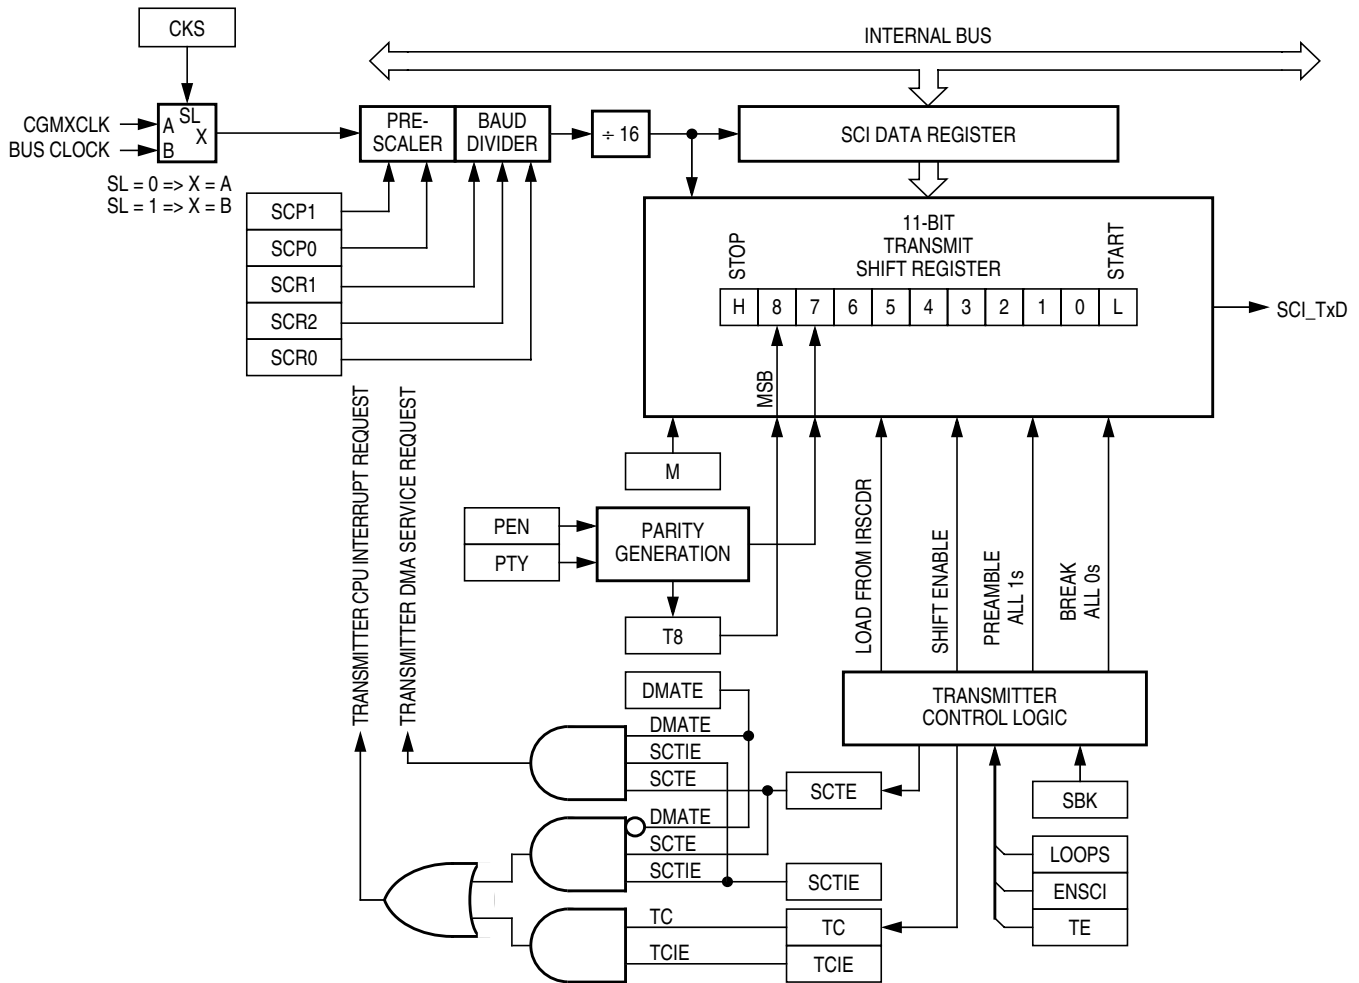 CKS
INTERNAL BUS
CGMXCLK
BUS CLOCK
SL
A
X
B
SL = 0 => X = A
SL = 1 => X = B
PRE-
SCALER
BAUD
DIVIDER
÷ 16
SCI DATA REGISTER
SCP1
SCP0
SCR1
SCR2
SCR0
11-BIT
TRANSMIT
SHIFT REGISTER
STOP
START
H 8 7 6 5 4 3 2 1 0 L
SCI_TxD
MSB
M
PEN
PTY
PARITY
GENERATION
T8
TRANSMITTER CPU INTERRUPT REQUEST
TRANSMITTER DMA SERVICE REQUEST
LOAD FROM IRSCDR
SHIFT ENABLE
PREAMBLE
ALL 1s
BREAK
ALL 0s
TRANSMITTER
CONTROL LOGIC
DMATE
DMATE
SCTIE
SCTE
SCTE
DMATE
SCTE
SCTIE
SCTIE
TC
TC
TCIE
TCIE
SBK
LOOPS
ENSCI
TE